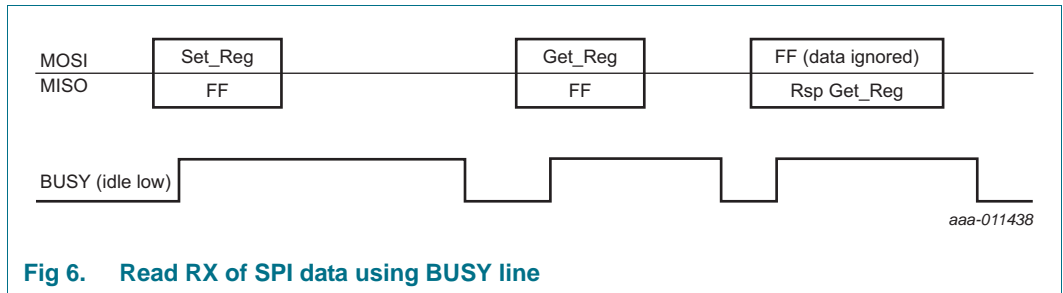 MOSI Set_Reg Get_Reg FF (data ignored)
MISO FF FF Rsp Get_Reg
BUSY (idle low)
aaa-011438
Fig 6. Read RX of SPI data using BUSY line